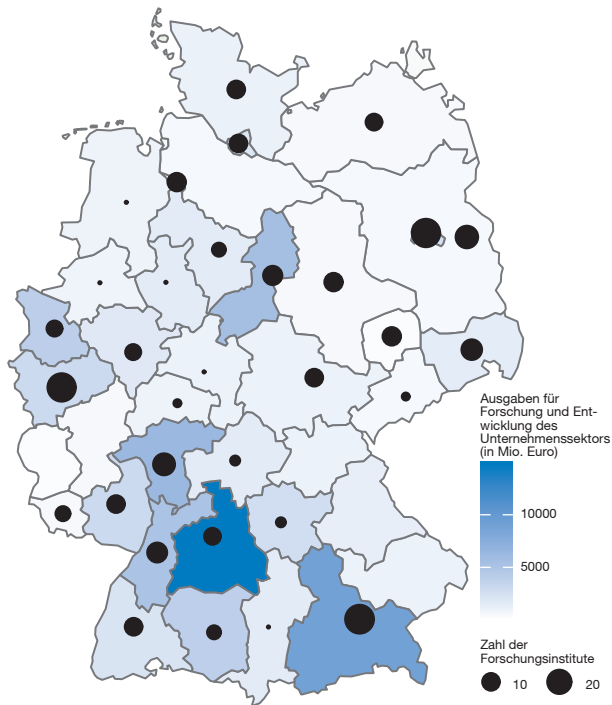 Ausgaben für
Forschung und Ent-
wicklung des
Unternehmenssektors
(in Mio. Euro)
10000
5000
Zahl der
Forschungsinstitute
10 20